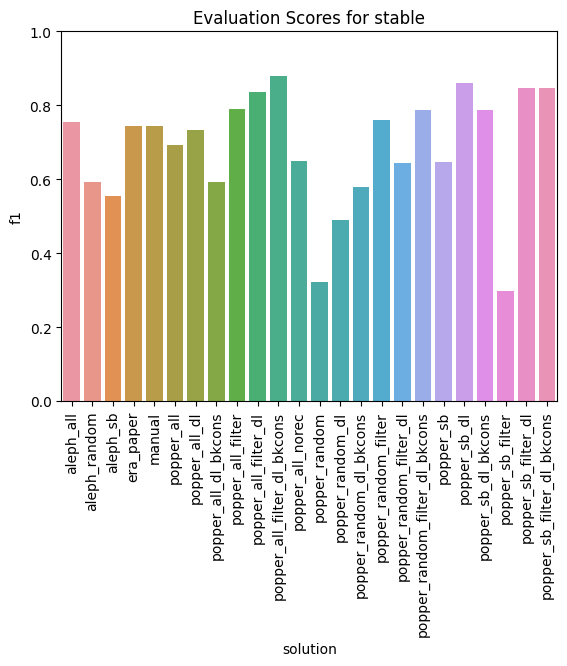 Evaluation Scores for stable
f1
1.0
0.8
0.6
0.4
0.2
0.0
aleph_all
aleph_random
aleph_sb
era_paper
manual
popper_all
popper_all_dl
popper_all_dl_bkcons
popper_all_filter
popper_all_filter_dl
popper_all_filter_dl_bkcons
popper_all_norec
popper_random
popper_random_dl
popper_random_dl_bkcons
popper_random_filter
popper_random_filter_dl
popper_random_filter_dl_bkcons
popper_sb
popper_sb_dl
popper_sb_dl_bkcons
popper_sb_filter
popper_sb_filter_dl
popper_sb_filter_dl_bkcons
solution